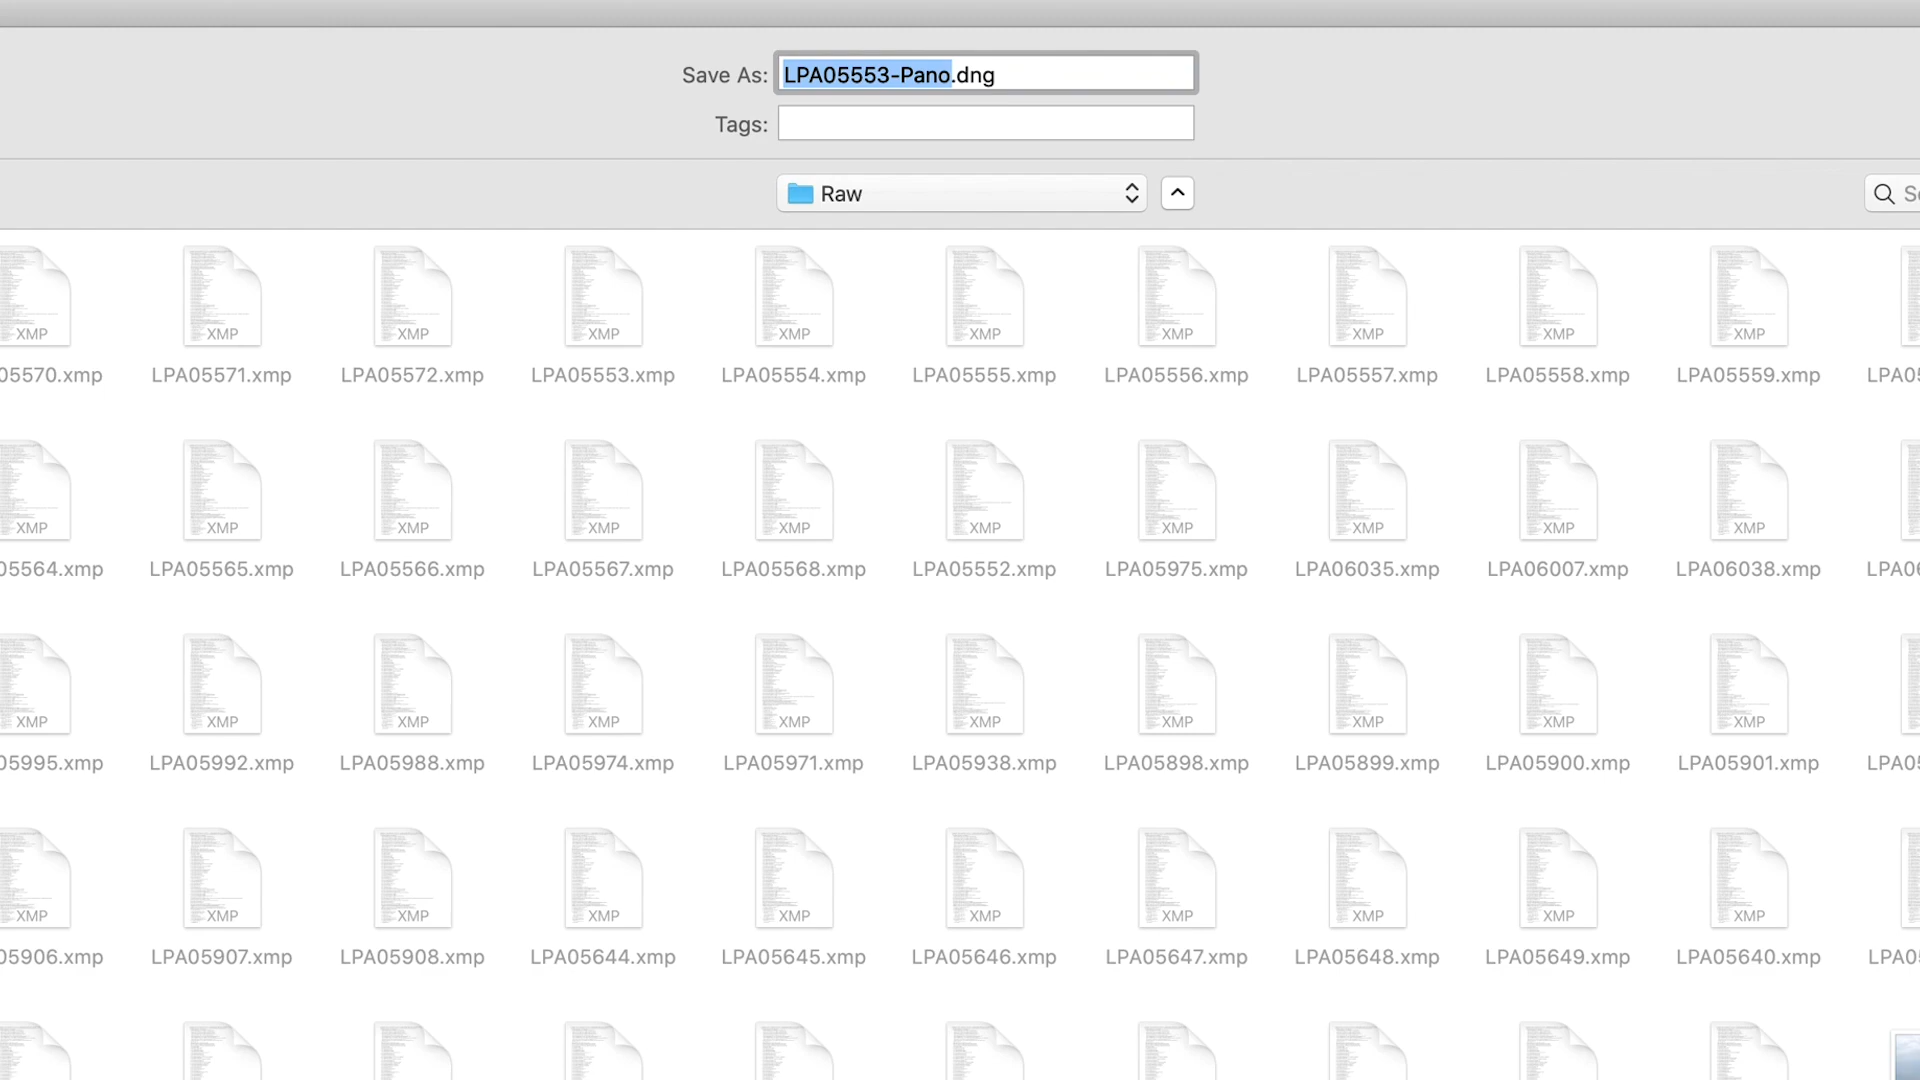 Save As: LPA05553-Pano.dng
Tags:
Raw
XMP XMP XMP XMP XMP XMP XMP XMP XMP XMP
05570.xmp LPA05571.xmp LPA05572.xmp LPA05553.xmp LPA05554.xmp LPA05555.xmp LPA05556.xmp LPA05557.xmp LPA05558.xmp LPA05559.xmp LPA05
XMP XMP XMP XMP XMP XMP XMP XMP XMP XMP
05564.xmp LPA05565.xmp LPA05566.xmp LPA05567.xmp LPA05568.xmp LPA05552.xmp LPA05975.xmp LPA06035.xmp LPA06007.xmp LPA06038.xmp LPA06
XMP XMP XMP XMP XMP XMP XMP XMP XMP XMP
05995.xmp LPA05992.xmp LPA05988.xmp LPA05974.xmp LPA05971.xmp LPA05938.xmp LPA05898.xmp LPA05899.xmp LPA05900.xmp LPA05901.xmp LPA05
XMP XMP XMP XMP XMP XMP XMP XMP XMP XMP
05906.xmp LPA05907.xmp LPA05908.xmp LPA05644.xmp LPA05645.xmp LPA05646.xmp LPA05647.xmp LPA05648.xmp LPA05649.xmp LPA05640.xmp LPA05